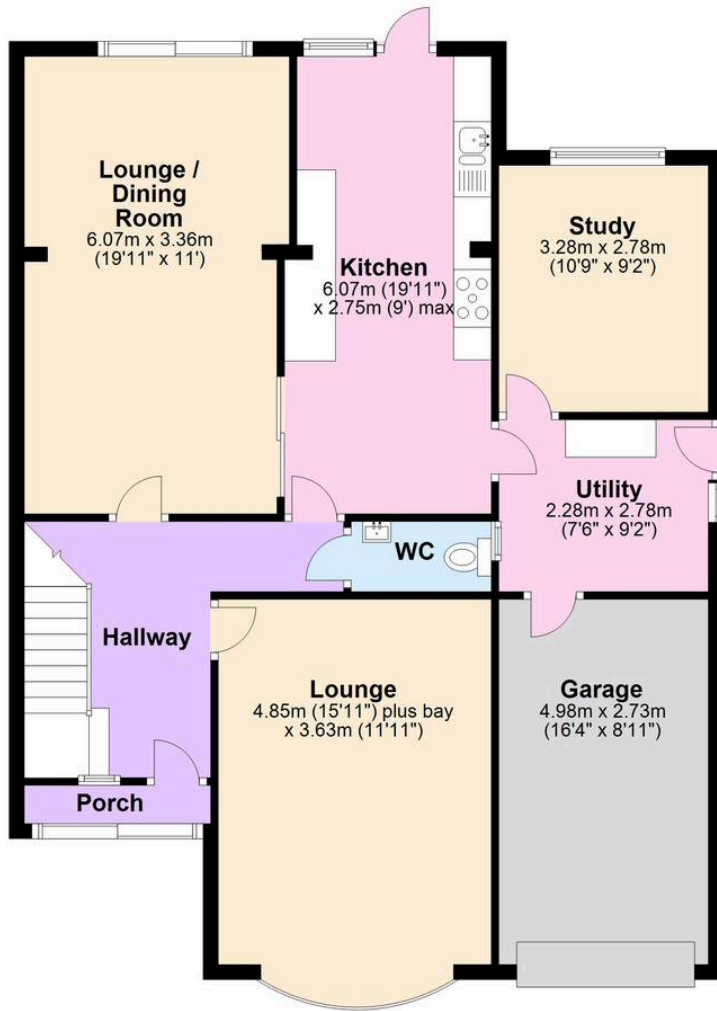 Lounge /
Dining
Room
6.07m x 3.36m
(19'11" x 11')
Kitchen
6.07m (19'11")
x 2.75m (9') max
Study
3.28m x 2.78m
(10'9" x 9'2")
Utility
2.28m x 2.78m
(7'6" x 9'2")
WC
Hallway
Lounge
4.85m (15'11") plus bay
x 3.63m (11'11")
Garage
4.98m x 2.73m
(16'4" x 8'11")
Porch